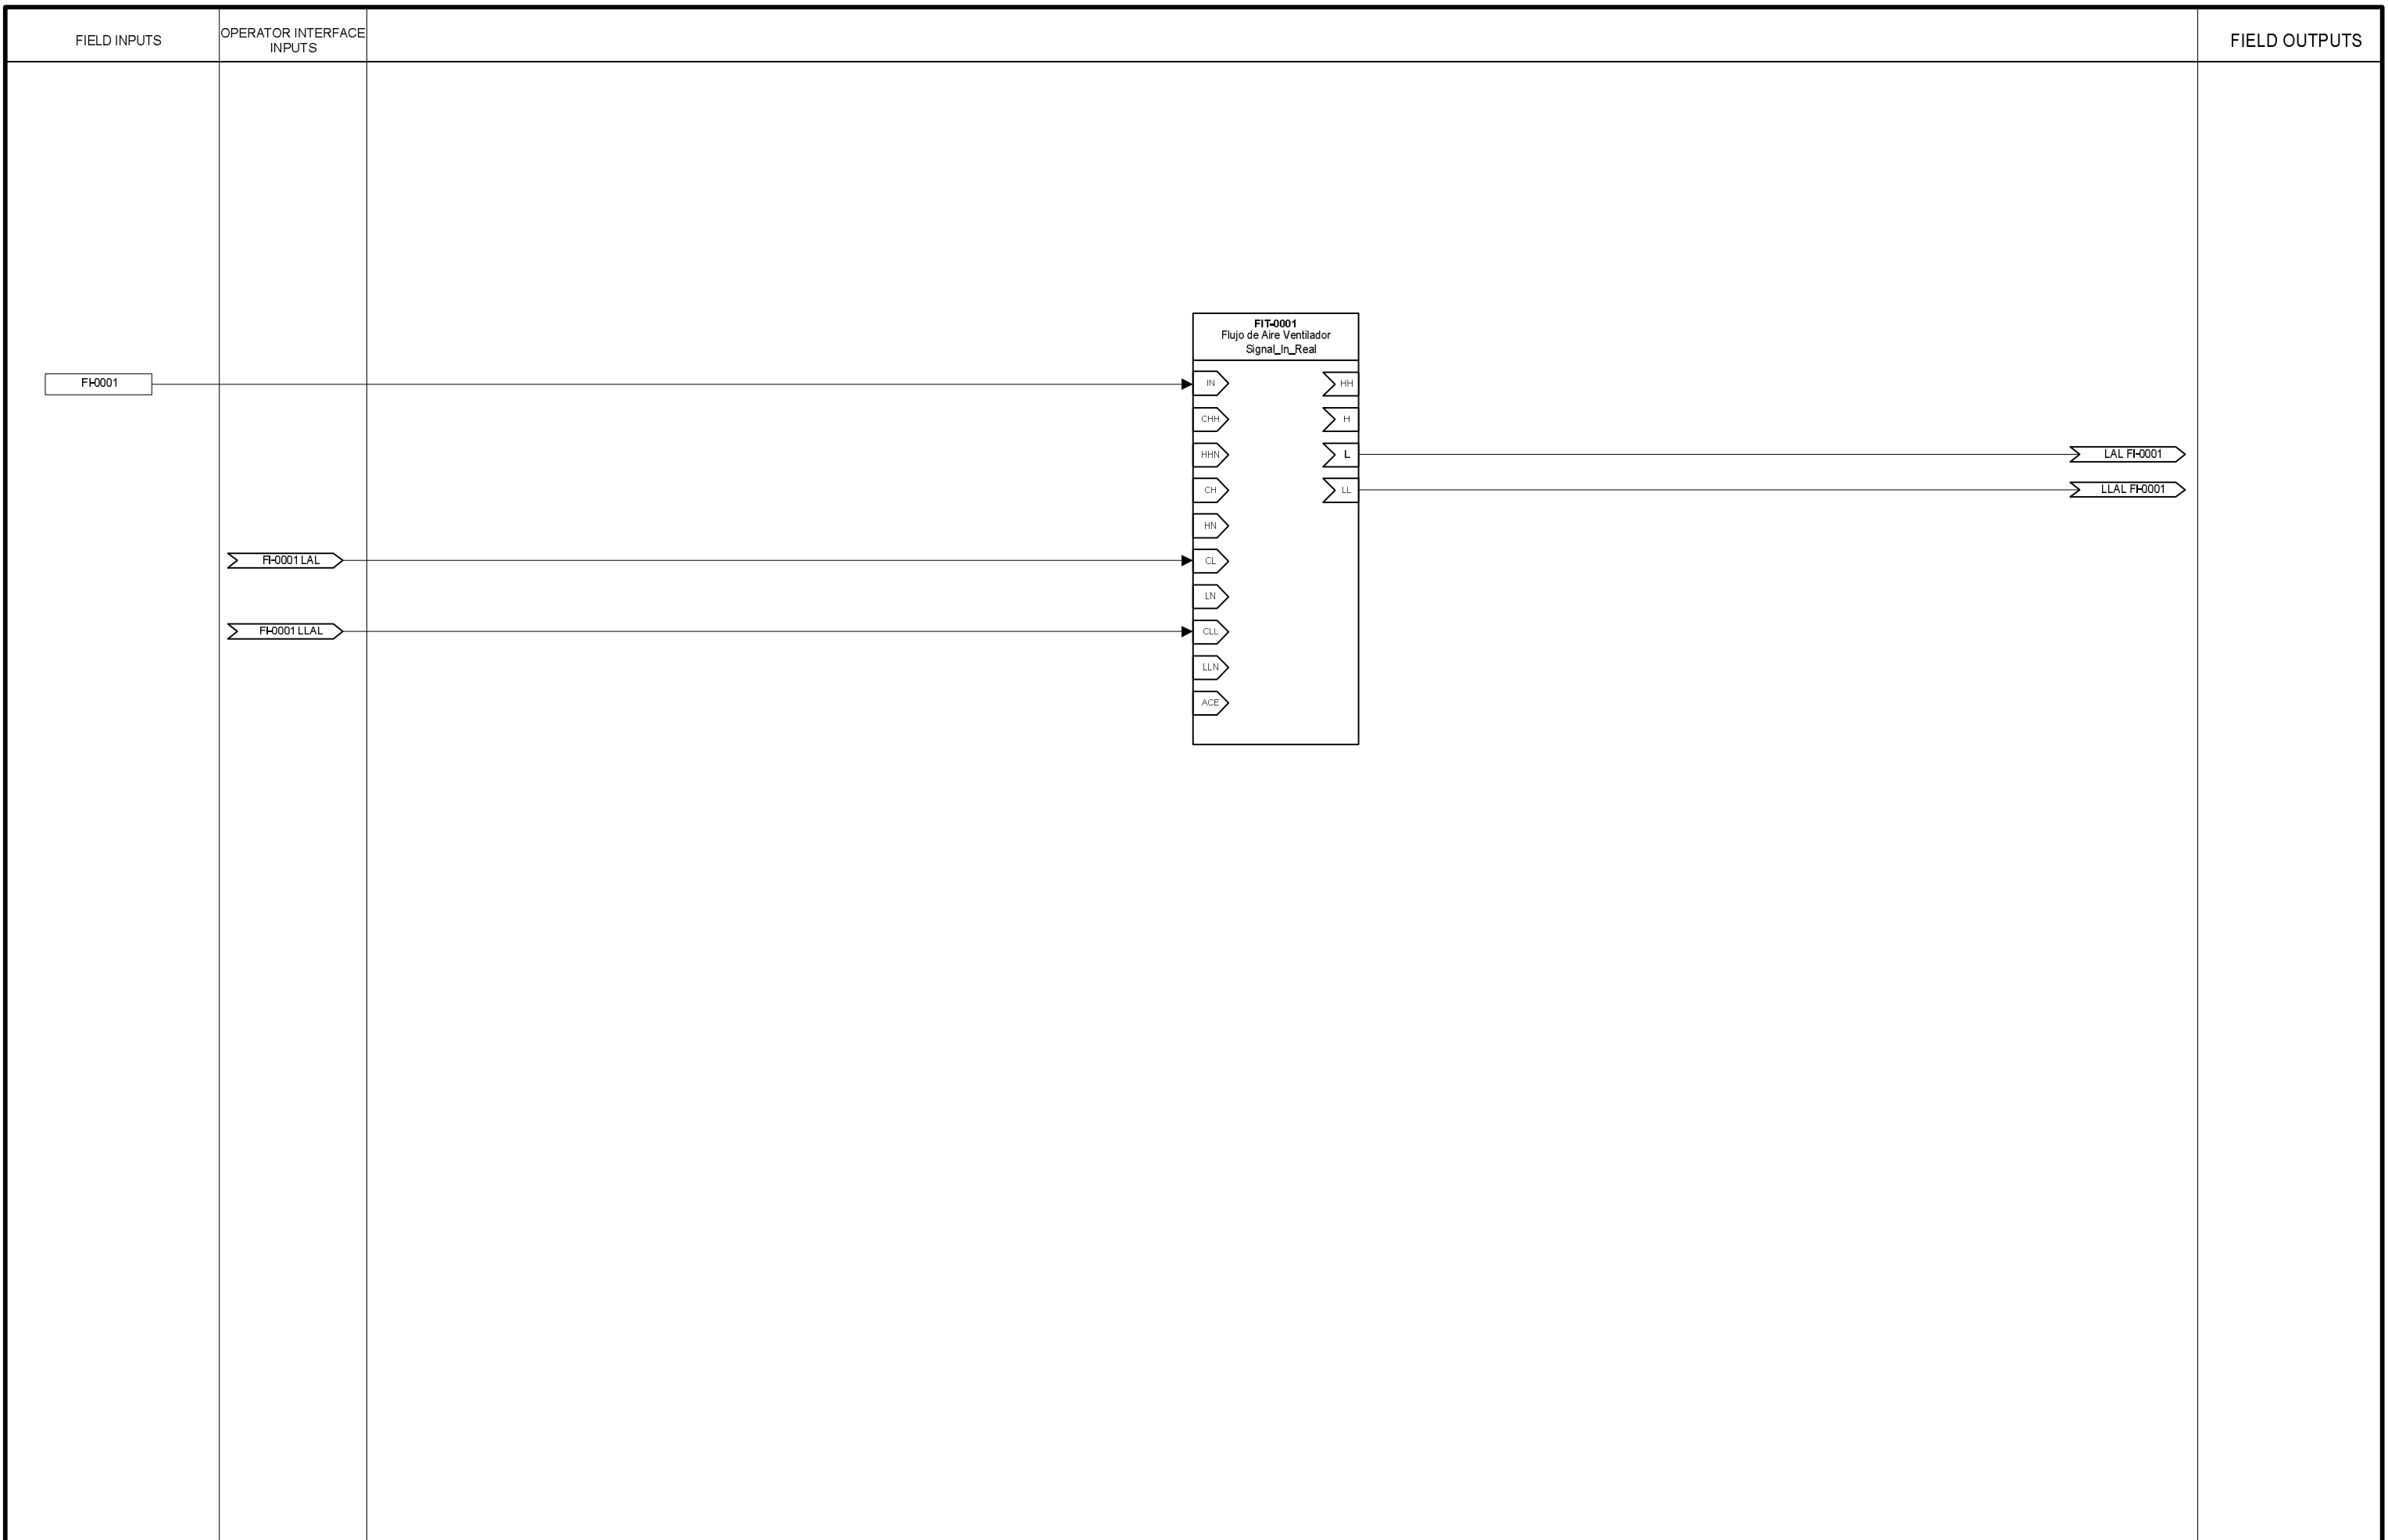 FIELD INPUTS
OPERATOR INTERFACE
INPUTS
FIELD OUTPUTS
FIT-0001
Flujo de Aire Ventilador
Signal_In_Real
FI-0001
IN
HH
CHH
H
HHN
L
LAL FI-0001
CH
LL
LLAL FI-0001
HN
FI-0001 LAL
CL
LN
FI-0001 LLAL
CLL
LLN
ACE